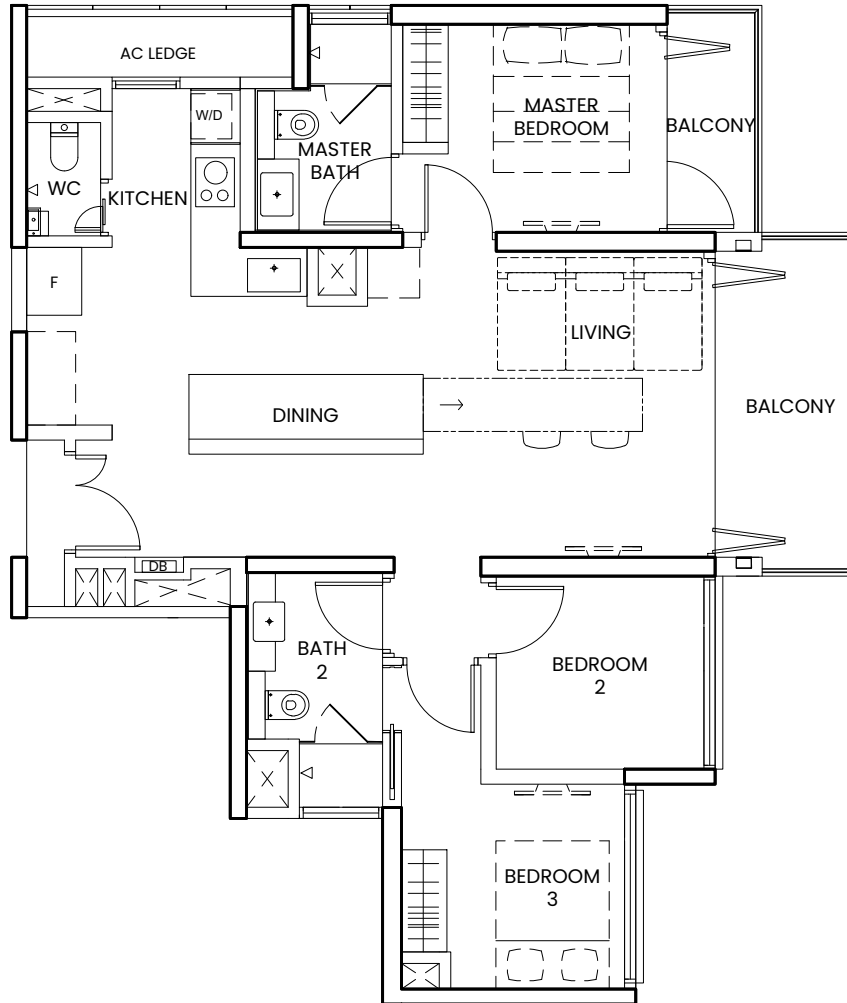 AC LEDGE
W/D
MASTER
BEDROOM
BALCONY
MASTER
BATH
WC
KITCHEN
F
LIVING
DINING
BALCONY
DB
BATH
2
BEDROOM
2
BEDROOM
3